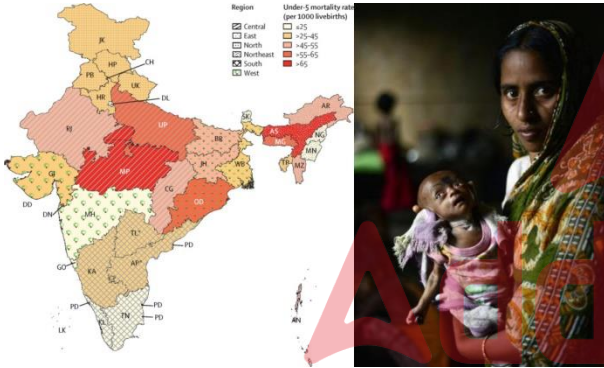 Region
Central
East
North
Northeast
South
West
Under-5 mortality rate
(per 1000 livebirths)
≤25
>25–45
>45–55
>55–65
>65
JK
HP
PB
CH
UK
HR
DL
RJ
UP
BR
SK
AR
AS
NG
MG
MN
TR
MZ
GJ
MP
JH
WB
CG
OD
DD
DN
MH
TL
GO
KA
AP
PD
PD
PD
PD
TN
KL
LK
AN